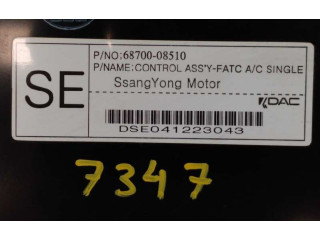 SE
P/NO:68700-08510
P/NAME:CONTROL ASS'Y-FATC A/C SINGLE
SsangYong Motor
DAC
DSE041223043
7347